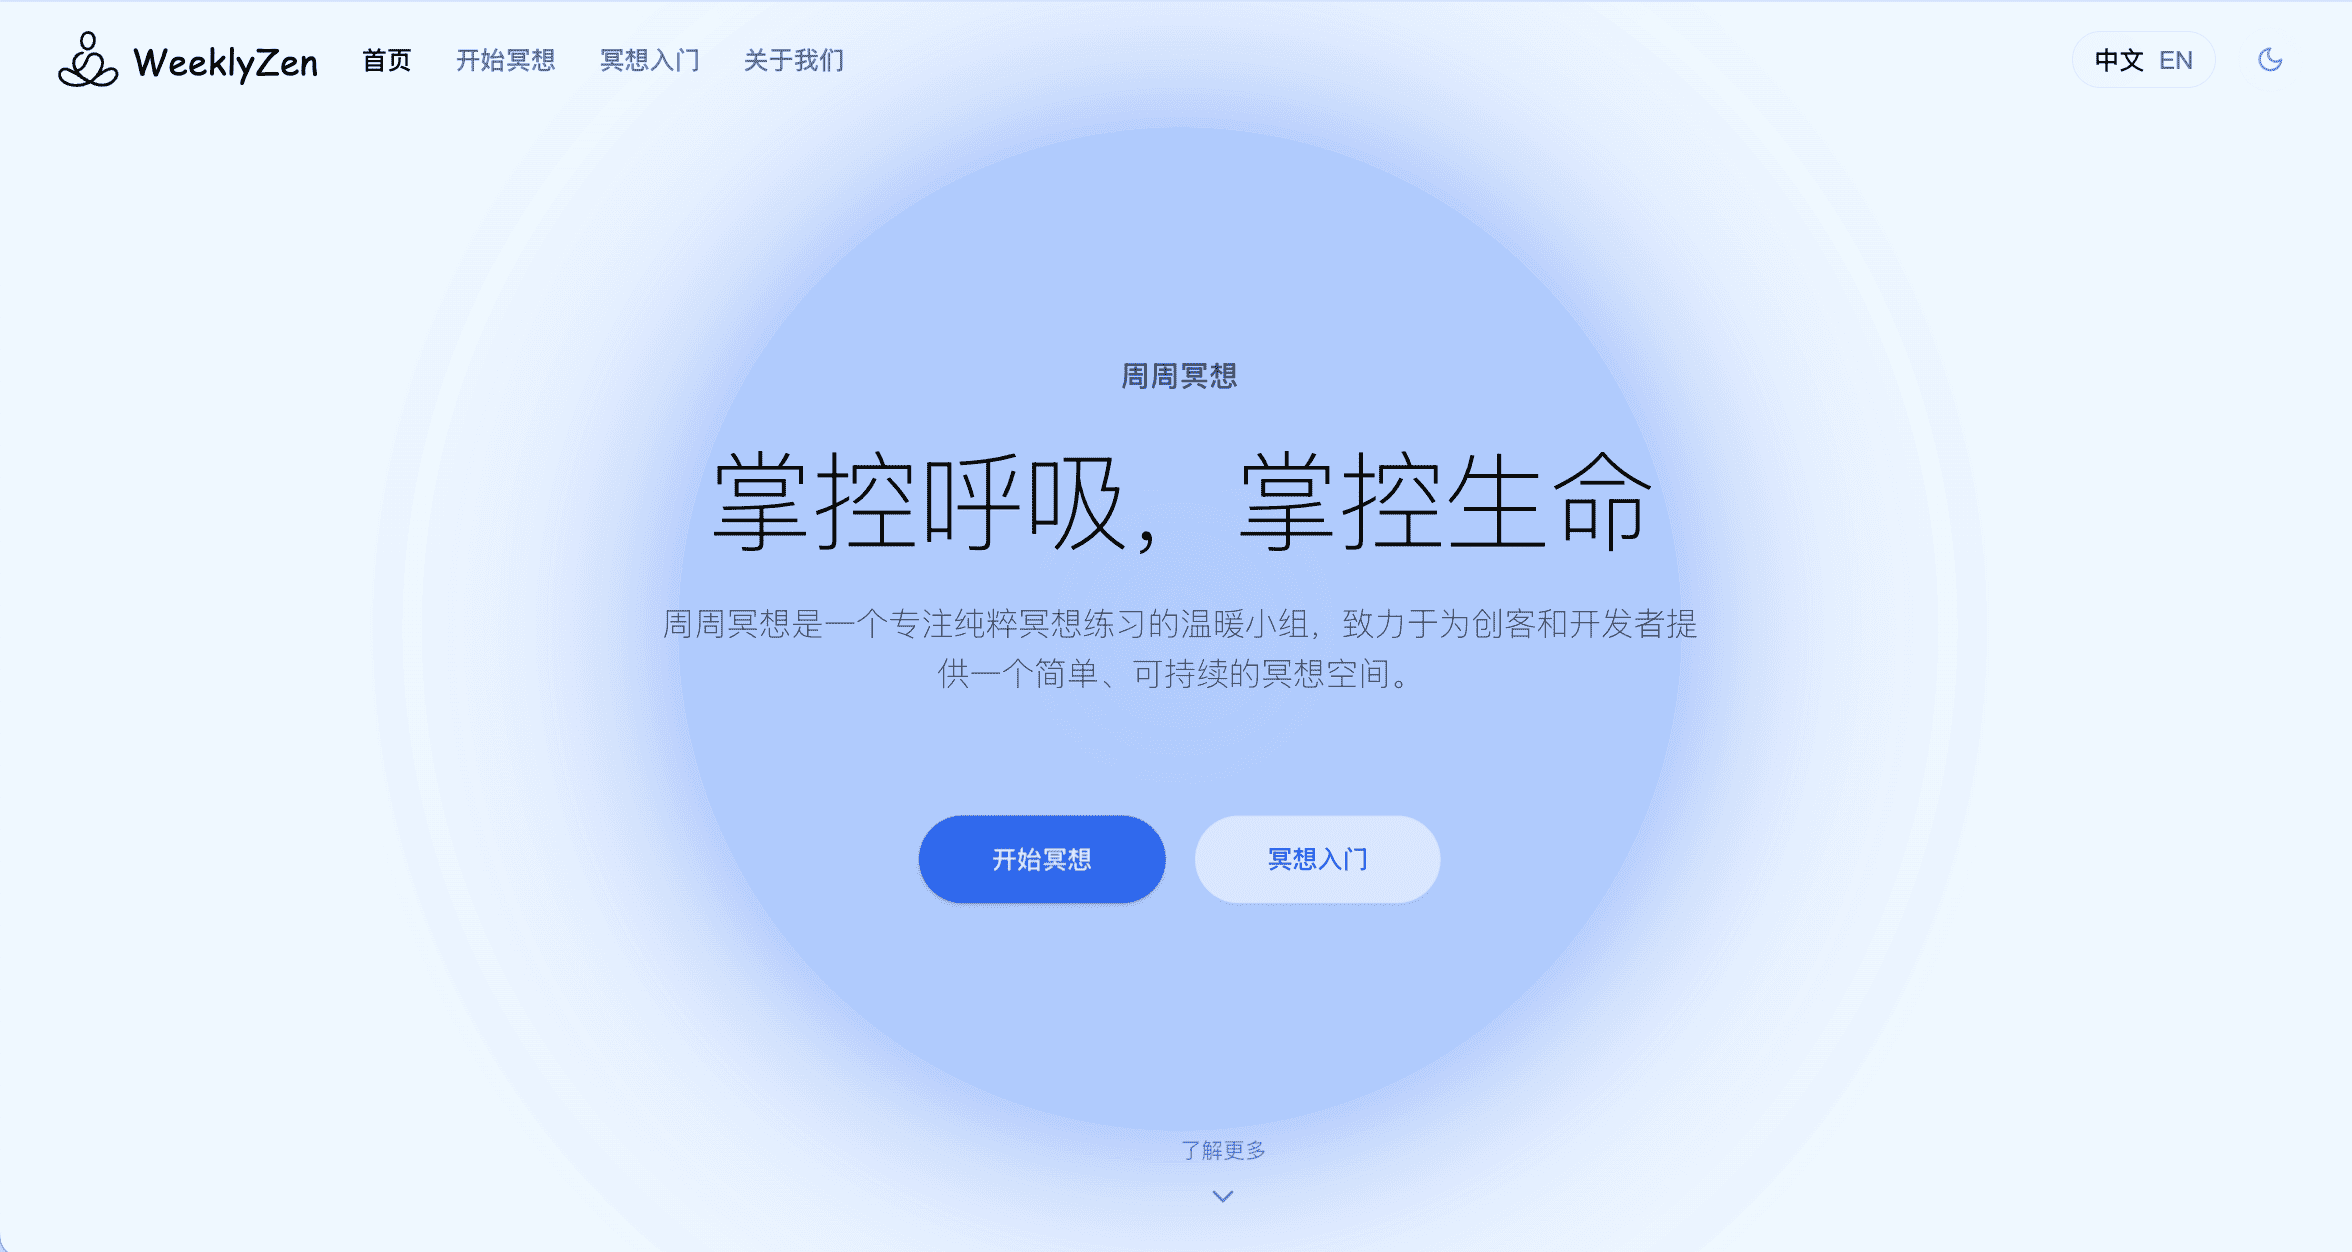 WeeklyZen
首页
开始冥想
冥想入门
关于我们
中文 EN
周周冥想
掌控呼吸，掌控生命
周周冥想是一个专注纯粹冥想练习的温暖小组，致力于为创客和开发者提
供一个简单、可持续的冥想空间。
开始冥想
冥想入门
了解更多